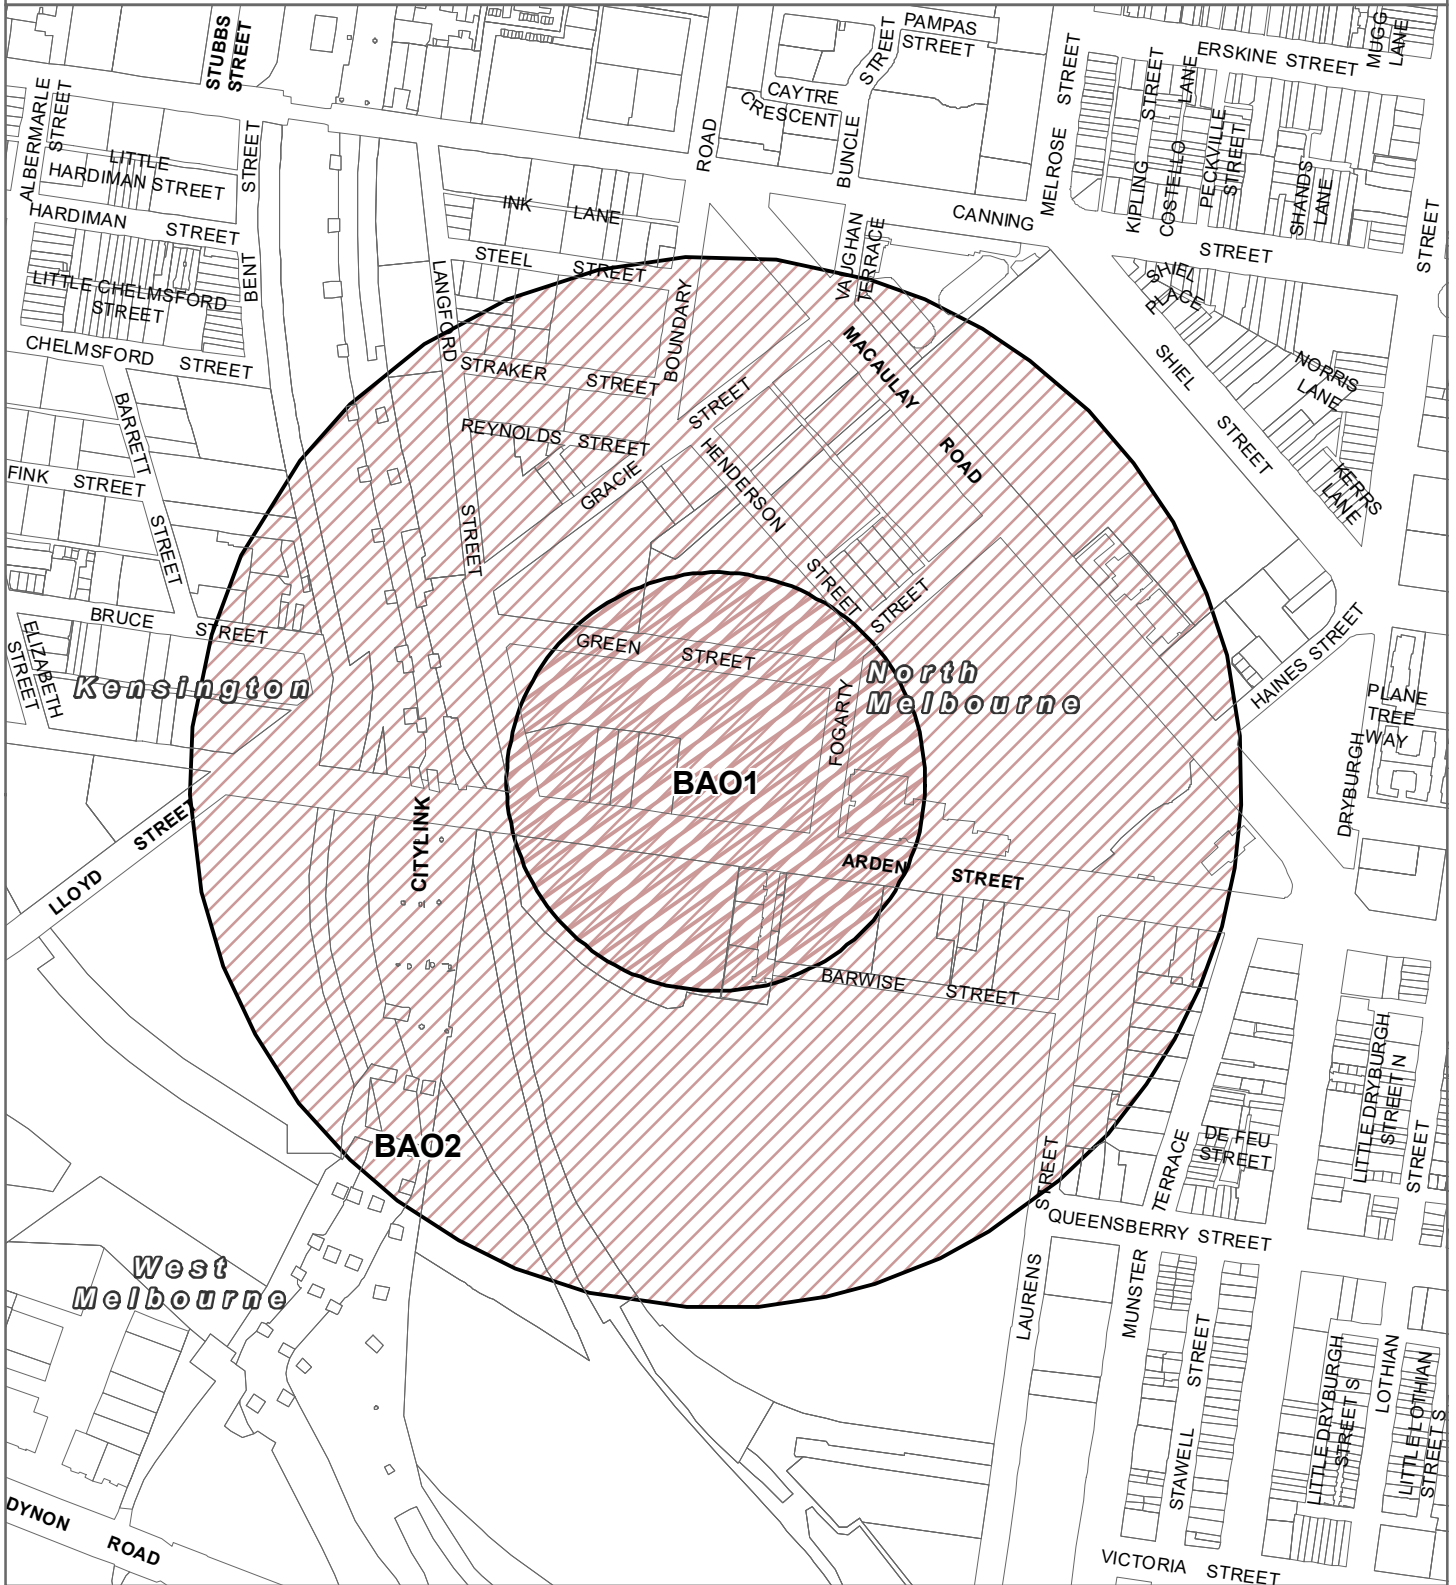 STUBBS
STREET
PAMPAS
STREET
STREET
BUNCLE
MUGG
LANE
ERSKINE STREET
ALBERMARLE
STREET
CAYTRE
CRESCENT
ROAD
MELROSE STREET
KIPLING STREET
COSTELLO LANE
PECKVILLE
STREET
SHANDS
LANE
STREET
LITTLE
HARDIMAN STREET
BENT STREET
HARDIMAN STREET
INK LANE
CANNING STREET
VAUGHAN
TERRACE
STEEL STREET
SHIEL
PLACE
LITTLE CHELMSFORD
STREET
CHELMSFORD STREET
LANGFORD STREET
BOUNDARY
MACAULAY ROAD
SHIEL STREET
NORRIS
LANE
STRAKER STREET
BARRETT STREET
REYNOLDS STREET
GRACIE STREET
HENDERSON STREET
KERRS
LANE
FINK STREET
BRUCE STREET
ELIZABETH
STREET
STREET
GREEN STREET
HAINES STREET
Kensington
North
Melbourne
FOGARTY
PLANE
TREE
WAY
DRYBURGH
BAO1
LLOYD STREET
CITYLINK
ARDEN STREET
BARWISE STREET
LITTLE DRYBURGH
STREET N
STREET
BAO2
DE FEU
STREET
TERRACE
MUNSTER
LAURENS STREET
QUEENSBERRY STREET
West
Melbourne
STAWELL STREET
LITTLE DRYBURGH
STREET S
LOTHIAN
LITTLE LOTHIAN
STREET S
DYNON ROAD
VICTORIA STREET